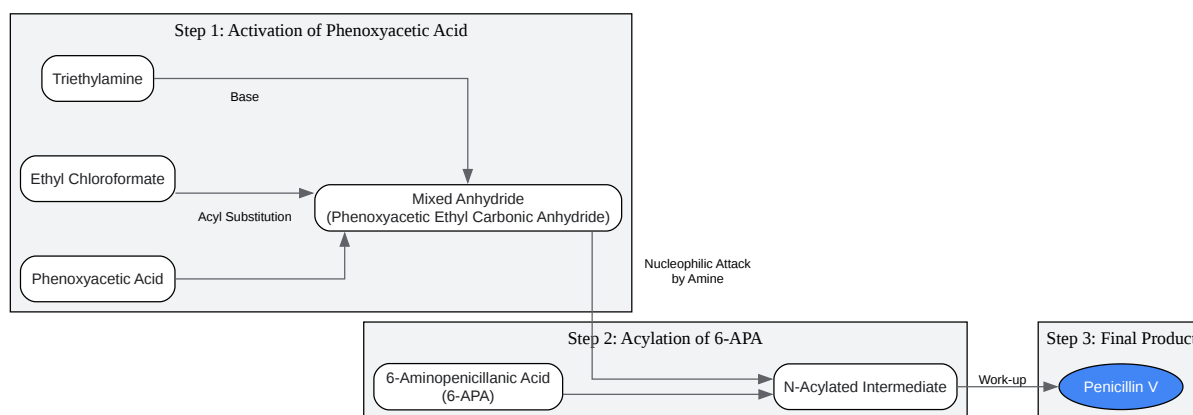 Step 1: Activation of Phenoxyacetic Acid
Triethylamine
Base
Ethyl Chloroformate
Acyl Substitution
Mixed Anhydride
(Phenoxyacetic Ethyl Carbonic Anhydride)
Phenoxyacetic Acid
Nucleophilic Attack
by Amine
Step 2: Acylation of 6-APA
6-Aminopenicillanic Acid
(6-APA)
N-Acylated Intermediate
Work-up
Step 3: Final Product
Penicillin V